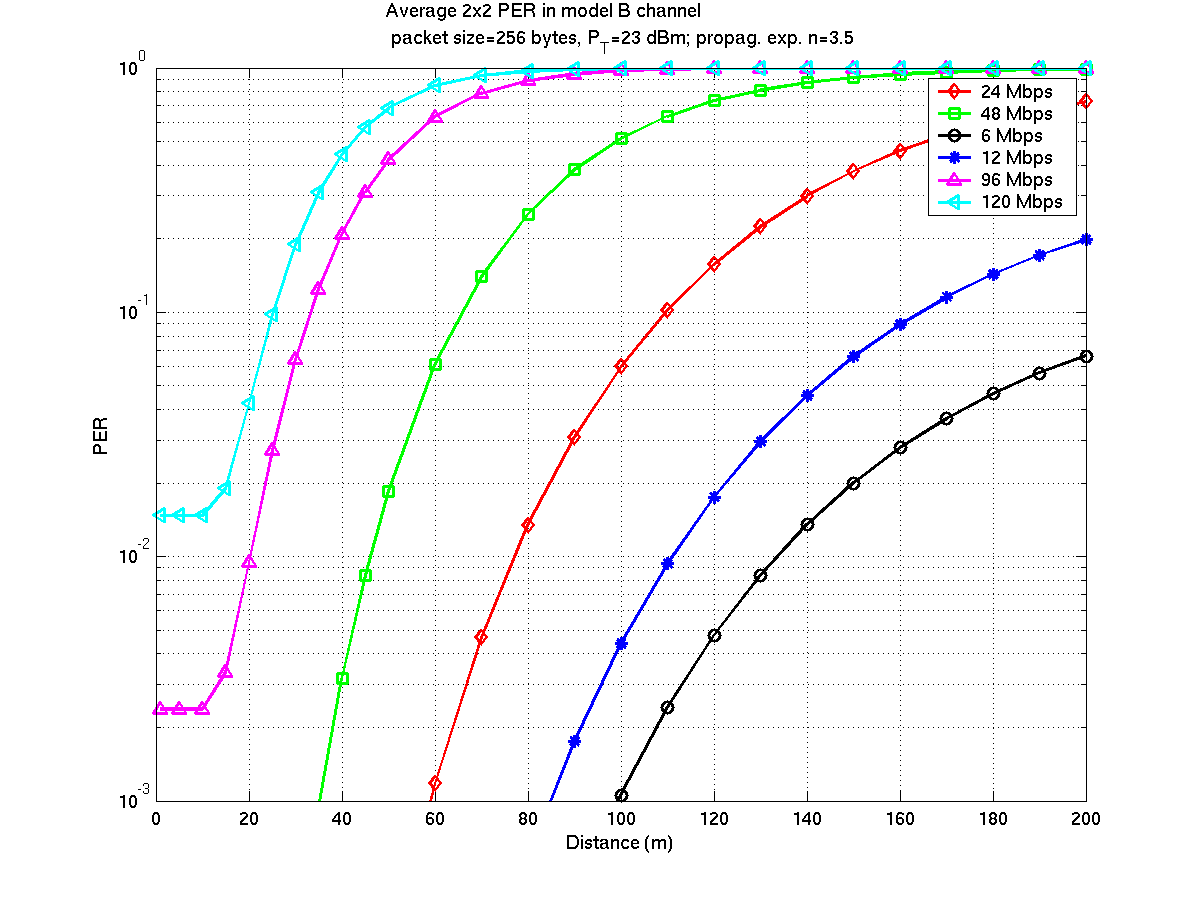 Average 2x2 PER in model B channel
packet size=256 bytes, P_T=23 dBm; propag. exp. n=3.5
10^0
10^-1
10^-2
10^-3
PER
24 Mbps
48 Mbps
6 Mbps
12 Mbps
96 Mbps
120 Mbps
0 20 40 60 80 100 120 140 160 180 200
Distance (m)